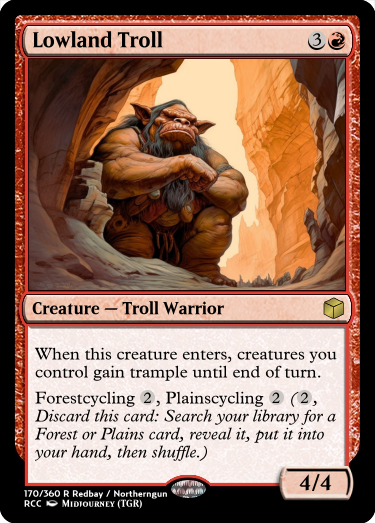 Lowland Troll 3
Creature — Troll Warrior
When this creature enters, creatures you
control gain trample until end of turn.
Forestcycling 2, Plainscycling 2 (2,
Discard this card: Search your library for a
Forest or Plains card, reveal it, put it into
your hand, then shuffle.)
4/4
170/360 R Redbay / Northerngun
RCC Midjourney (TGR)